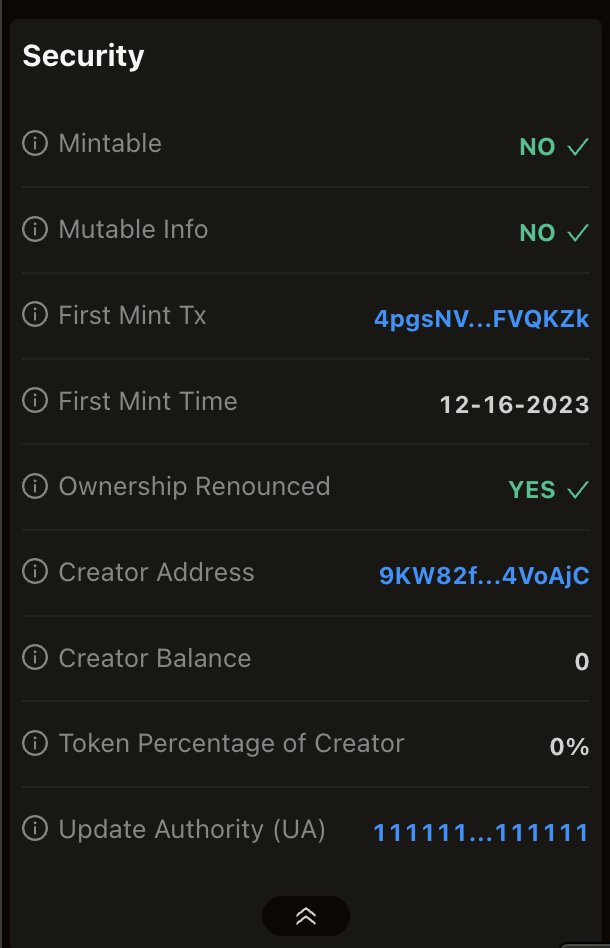 Security
Mintable NO
Mutable Info NO
First Mint Tx 4pgsNV...FVQKZk
First Mint Time 12-16-2023
Ownership Renounced YES
Creator Address 9KW82f...4VoAjC
Creator Balance 0
Token Percentage of Creator 0%
Update Authority (UA) 111111...111111